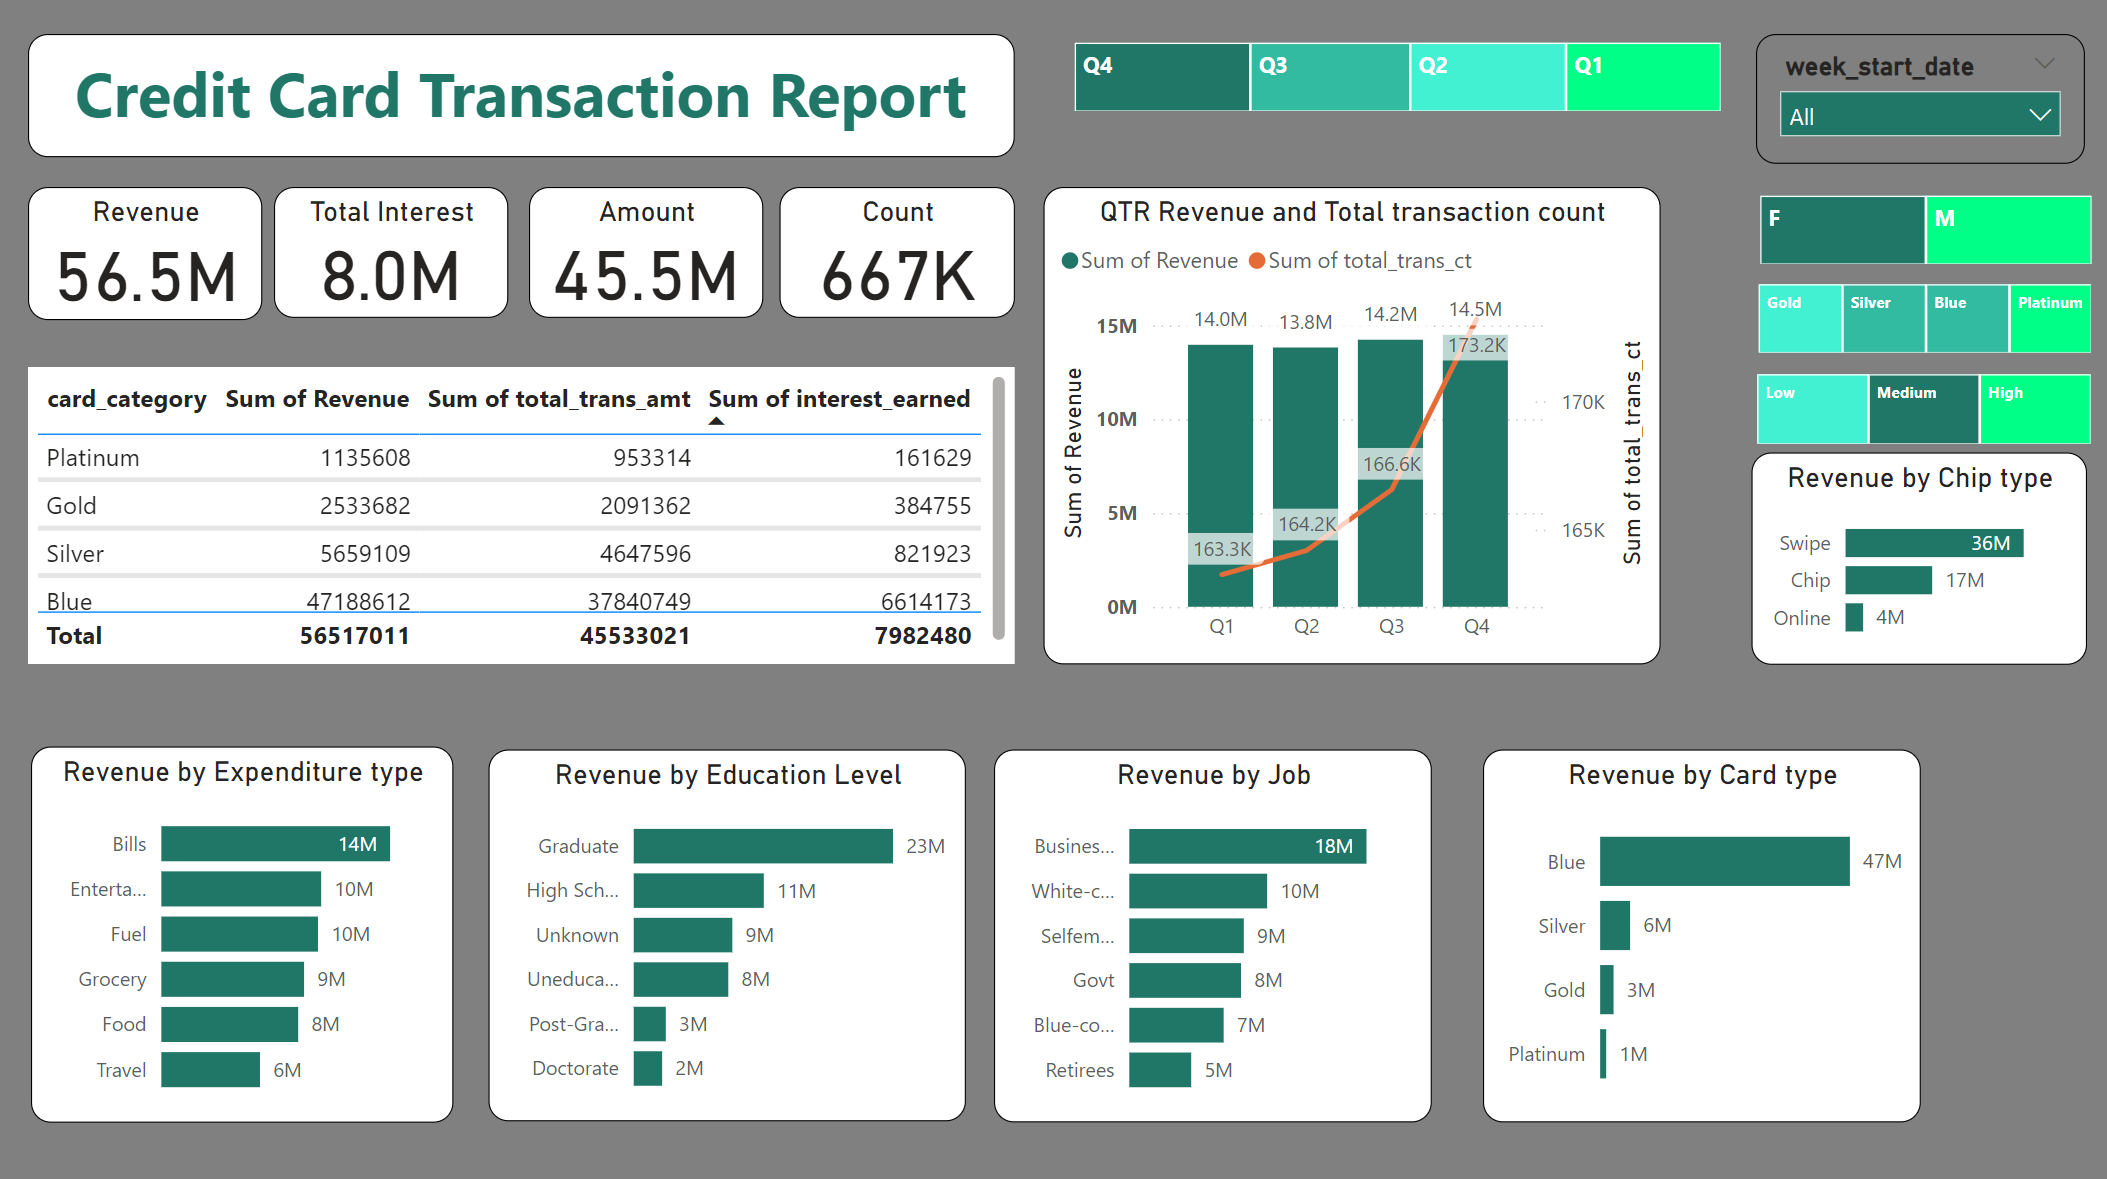 Credit Card Transaction Report
Q4 Q3 Q2 Q1
week_start_date
All
Revenue
56.5M
Total Interest
8.0M
Amount
45.5M
Count
667K
F M
Gold Silver Blue Platinum
Low Medium High
card_category Sum of Revenue Sum of total_trans_amt Sum of interest_earned
Platinum 1135608 953314 161629
Gold 2533682 2091362 384755
Silver 5659109 4647596 821923
Blue 47188612 37840749 6614173
Total 56517011 45533021 7982480
QTR Revenue and Total transaction count
Sum of Revenue Sum of total_trans_ct
Sum of Revenue
15M
10M
5M
0M
14.0M 13.8M 14.2M 14.5M
163.3K 164.2K 166.6K 173.2K
170K
165K
Sum of total_trans_ct
Q1 Q2 Q3 Q4
Revenue by Chip type
Swipe 36M
Chip 17M
Online 4M
Revenue by Expenditure type
Bills 14M
Enterta... 10M
Fuel 10M
Grocery 9M
Food 8M
Travel 6M
Revenue by Education Level
Graduate 23M
High Sch... 11M
Unknown 9M
Uneduca... 8M
Post-Gra... 3M
Doctorate 2M
Revenue by Job
Busines... 18M
White-c... 10M
Selfem... 9M
Govt 8M
Blue-co... 7M
Retirees 5M
Revenue by Card type
Blue 47M
Silver 6M
Gold 3M
Platinum 1M